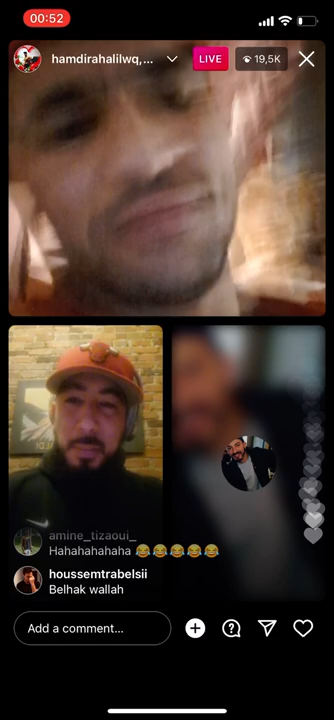 00:52
hamdirahalilwq,...
LIVE
19,5K
amine_tizaoui_
Hahahahahaha 😂😂😂😂😂
houssemtrabelsii
Belhak wallah
Add a comment...